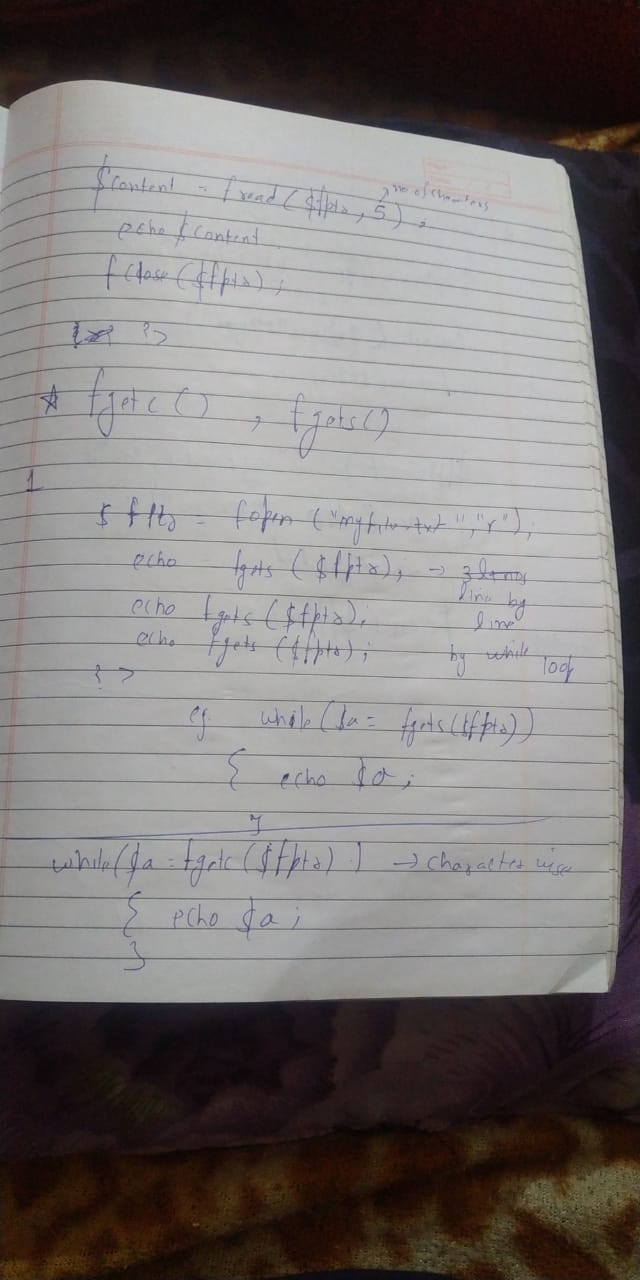 $content = fread($fptr, 5);
→ no of characters
echo $content
fclose($fptr);
?>
☆ fgetc() , fgets()
1
$fptr = fopen ("myfile.txt", "r");
echo fgets ($fptr); → 3 lines
line by
echo fgets ($fptr); line
echo fgets ($fptr); by while loop
?>
eg while($a = fgets($fptr))
{ echo $a;
}
while($a = fgetc($fptr)) → character wise
{ echo $a;
}